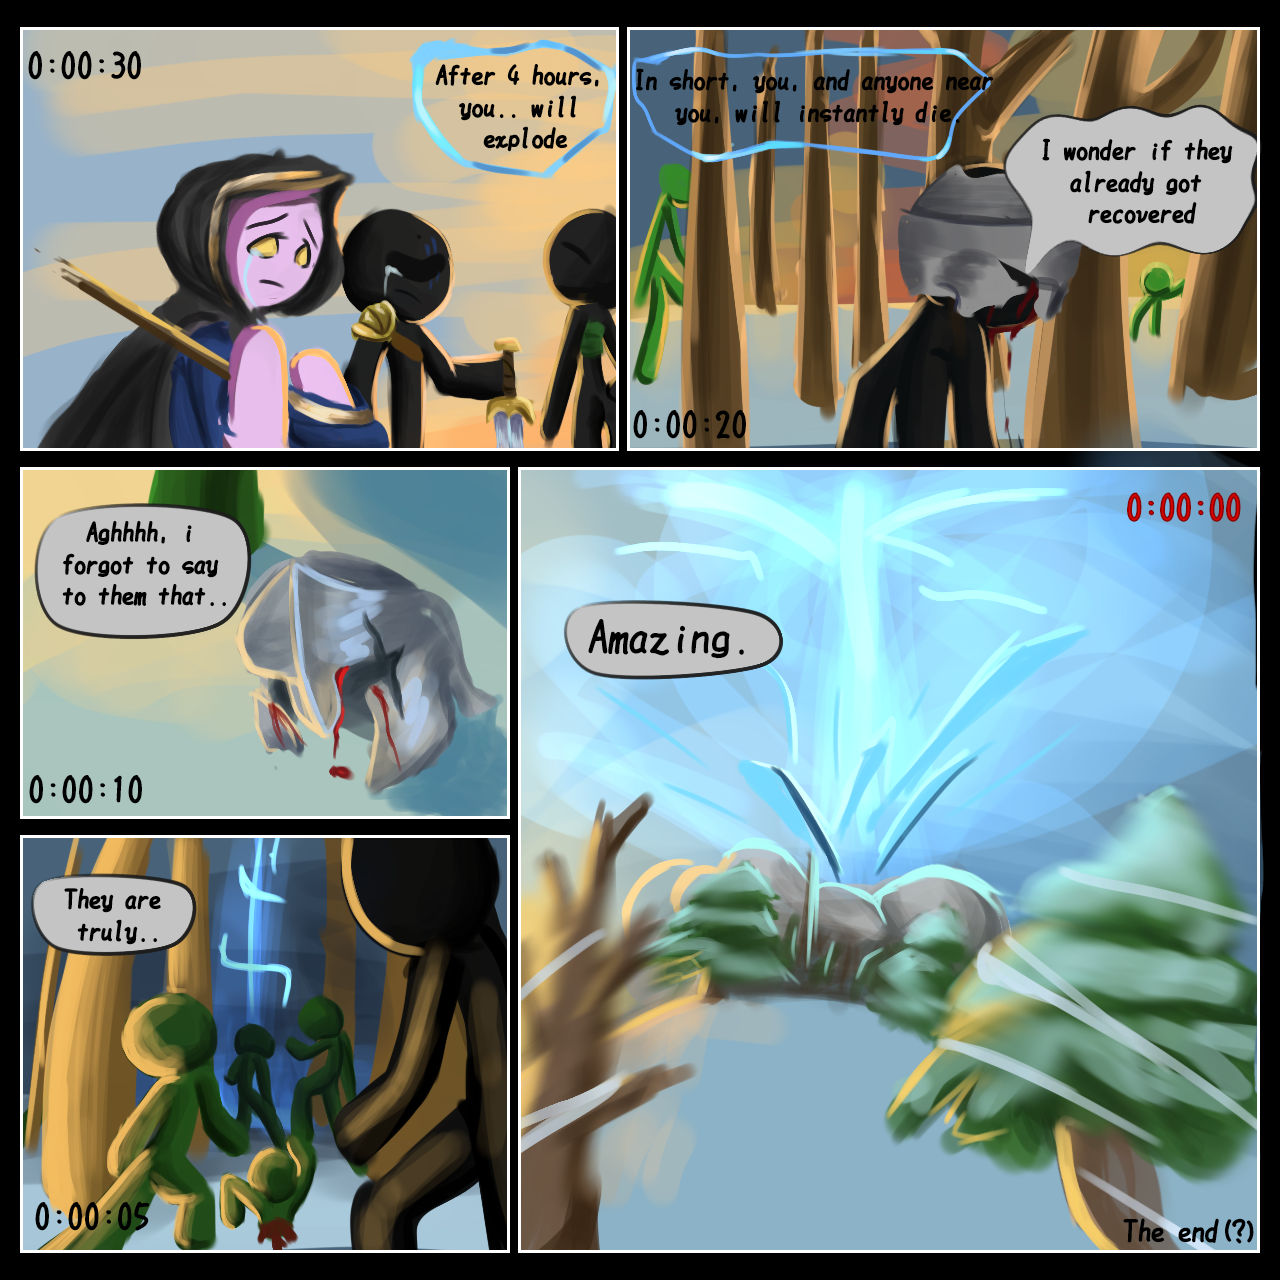 0:00:30
After 4 hours,
you.. will
explode
In short, you, and anyone near
you, will instantly die.
I wonder if they
already got
recovered
0:00:20
Aghhhh, i
forgot to say
to them that..
0:00:10
They are
truly..
0:00:05
0:00:00
Amazing.
The end(?)